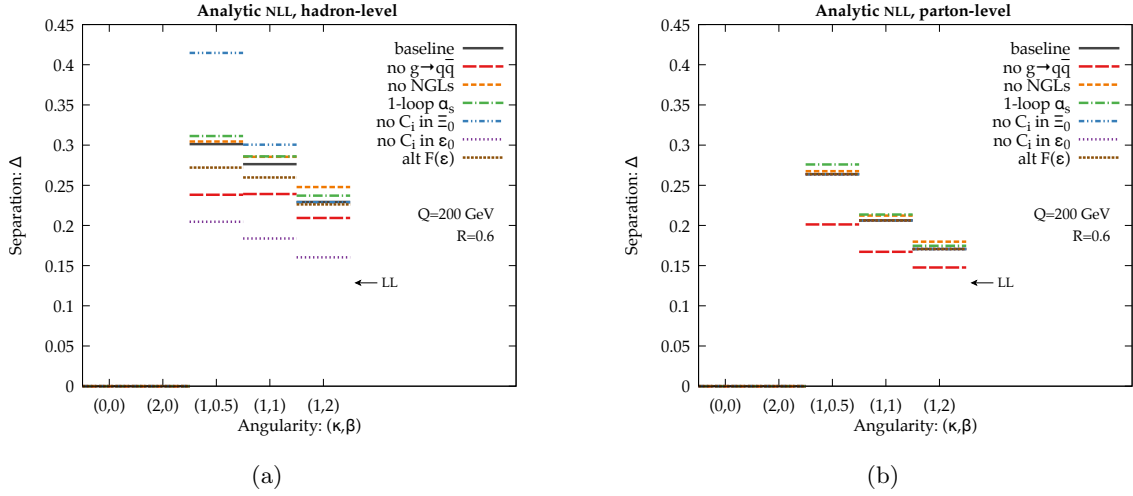 Analytic NLL, hadron-level
Separation: Δ
0.45
0.4
0.35
0.3
0.25
0.2
0.15
0.1
0.05
0
baseline
no g→qq̅
no NGLs
1-loop αs
no Ci in Ξ0
no Ci in ε0
alt F(ε)
Q=200 GeV
R=0.6
LL
(0,0) (2,0) (1,0.5) (1,1) (1,2)
Angularity: (κ,β)
(a)
Analytic NLL, parton-level
Separation: Δ
0.45
0.4
0.35
0.3
0.25
0.2
0.15
0.1
0.05
0
baseline
no g→qq̅
no NGLs
1-loop αs
no Ci in Ξ0
no Ci in ε0
alt F(ε)
Q=200 GeV
R=0.6
LL
(0,0) (2,0) (1,0.5) (1,1) (1,2)
Angularity: (κ,β)
(b)